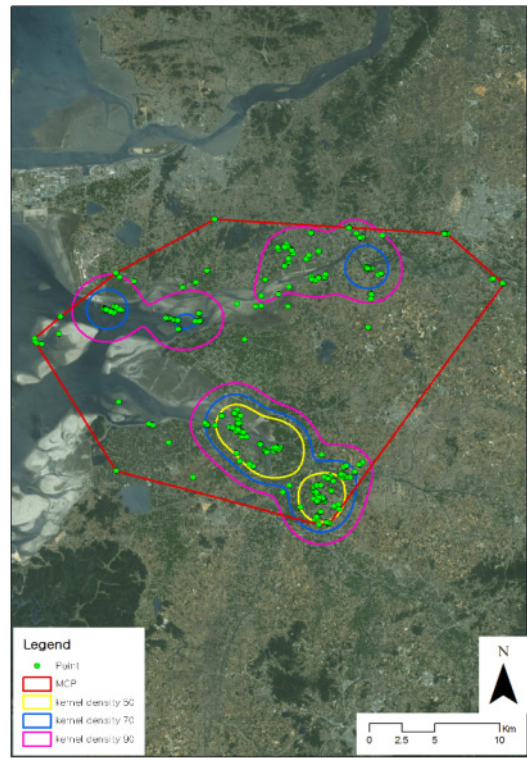 Legend
Point
MCP
kernel density 50
kernel density 70
kernel density 90
N
Km
0 2.5 5 10